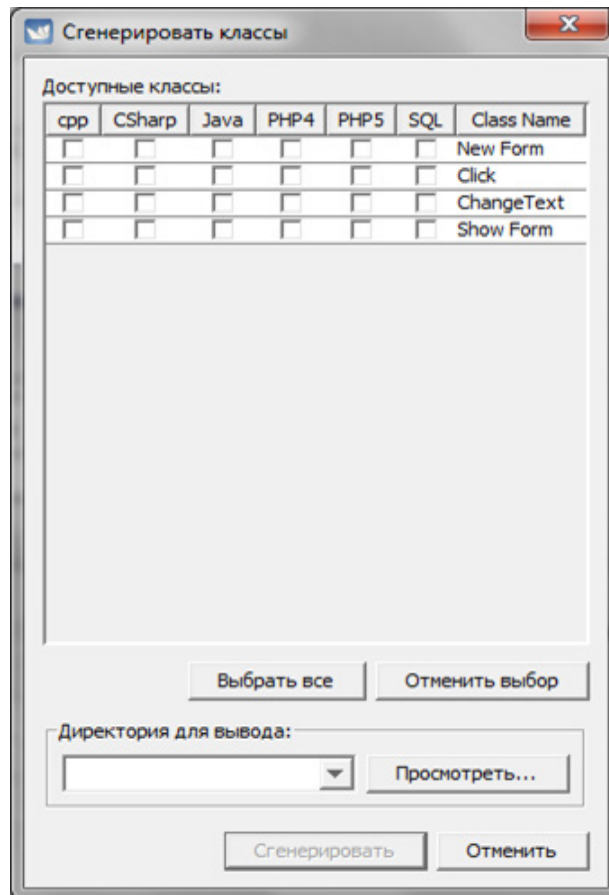 Сгенерировать классы
Доступные классы:
cpp CSharp Java PHP4 PHP5 SQL Class Name
New Form
Click
ChangeText
Show Form
Выбрать все Отменить выбор
Директория для вывода:
Просмотреть...
Сгенерировать Отменить